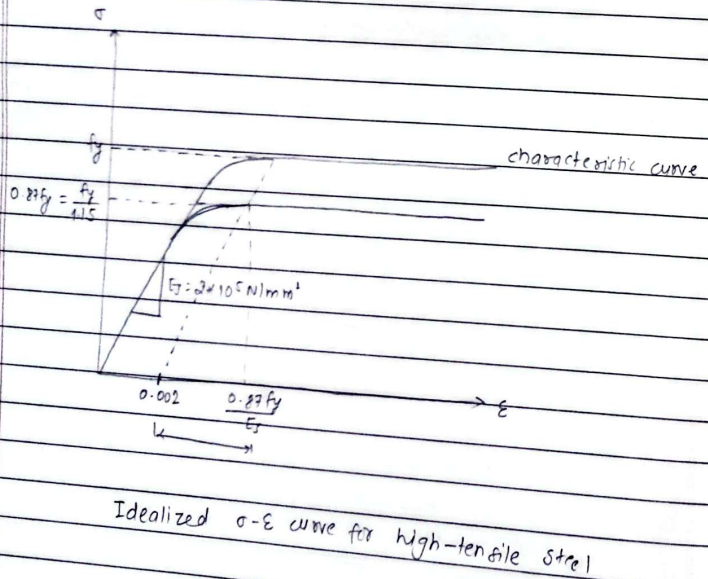 σ
fy
characteristic curve
0.87fy = fy/1.15
Es = 2×10⁵ N/mm²
0.002
0.87fy/Es
ε
Idealized σ-ε curve for high-tensile steel